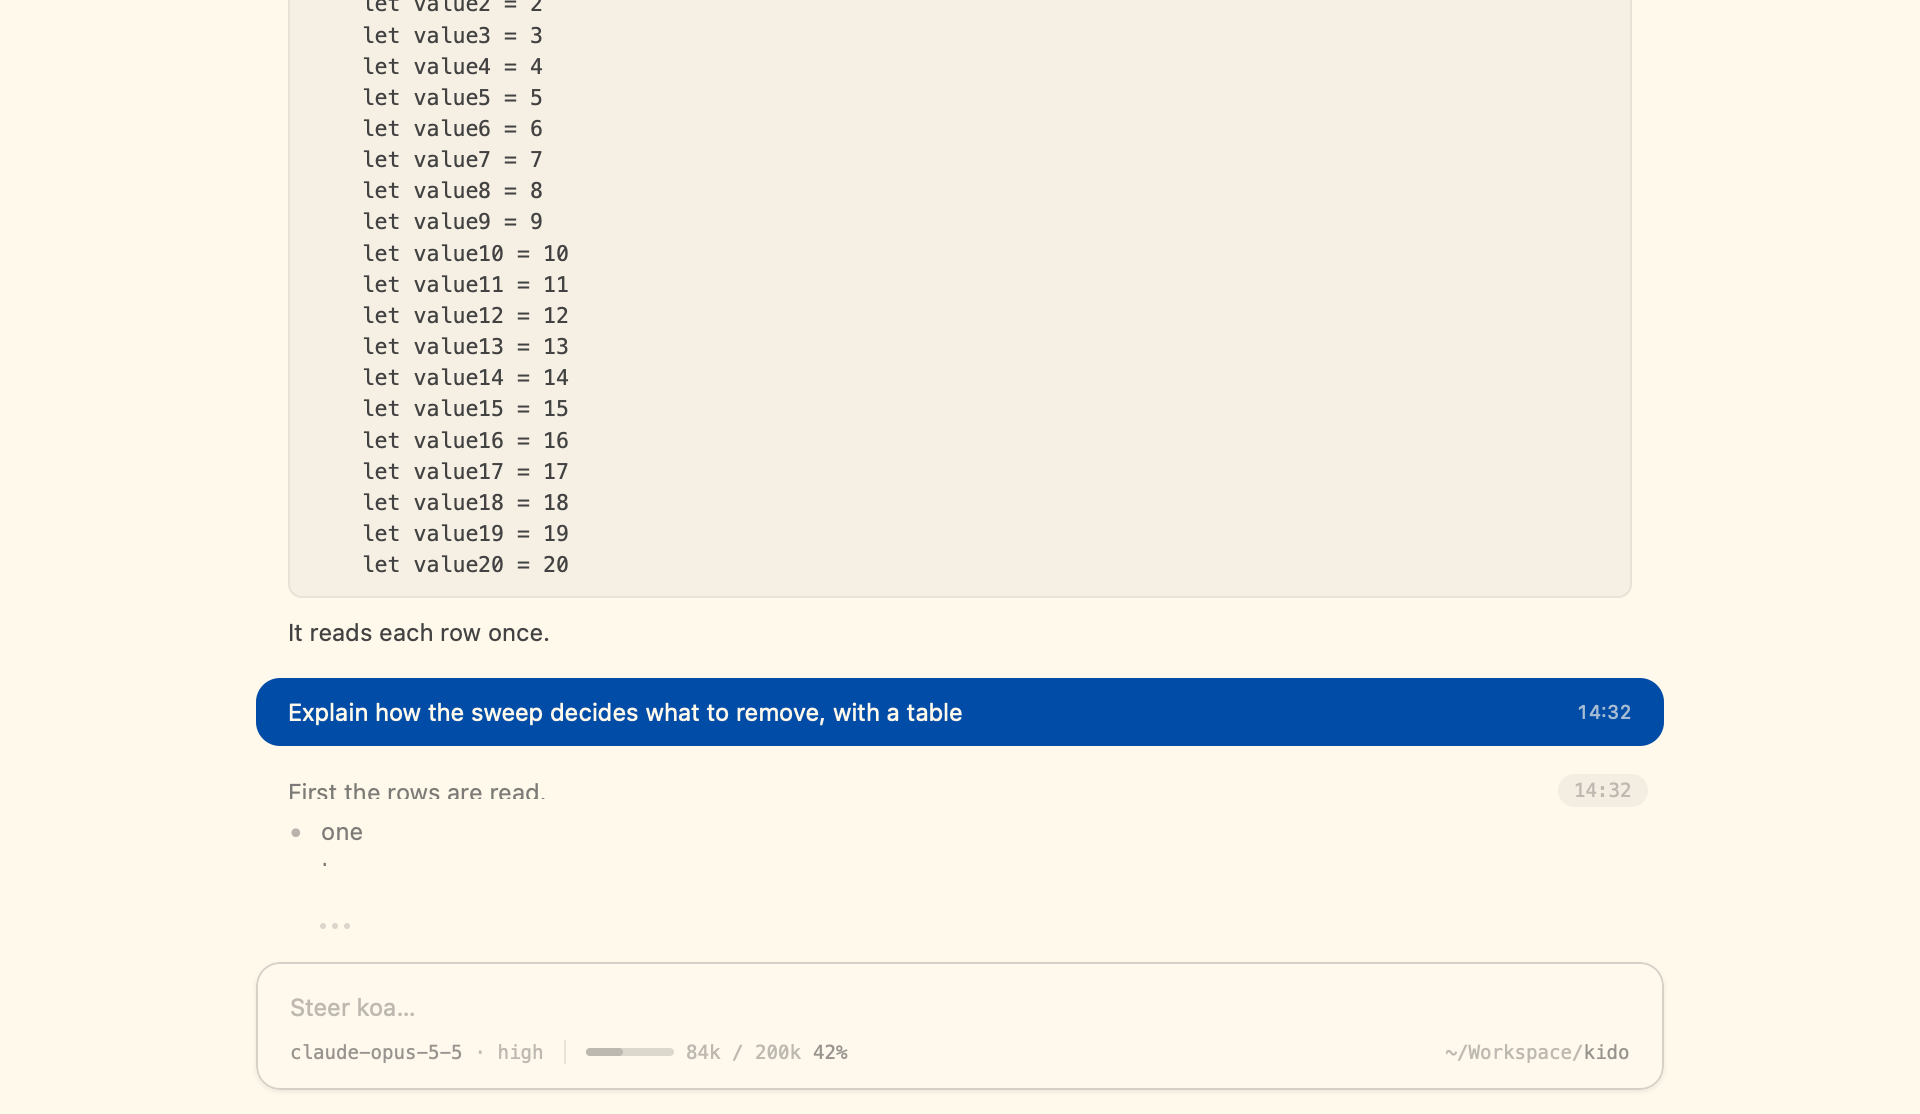 let value2 = 2
let value3 = 3
let value4 = 4
let value5 = 5
let value6 = 6
let value7 = 7
let value8 = 8
let value9 = 9
let value10 = 10
let value11 = 11
let value12 = 12
let value13 = 13
let value14 = 14
let value15 = 15
let value16 = 16
let value17 = 17
let value18 = 18
let value19 = 19
let value20 = 20
It reads each row once.
Explain how the sweep decides what to remove, with a table 14:32
First the rows are read. 14:32
• one
Steer koa...
claude-opus-5-5 · high 84k / 200k 42% ~/Workspace/kido